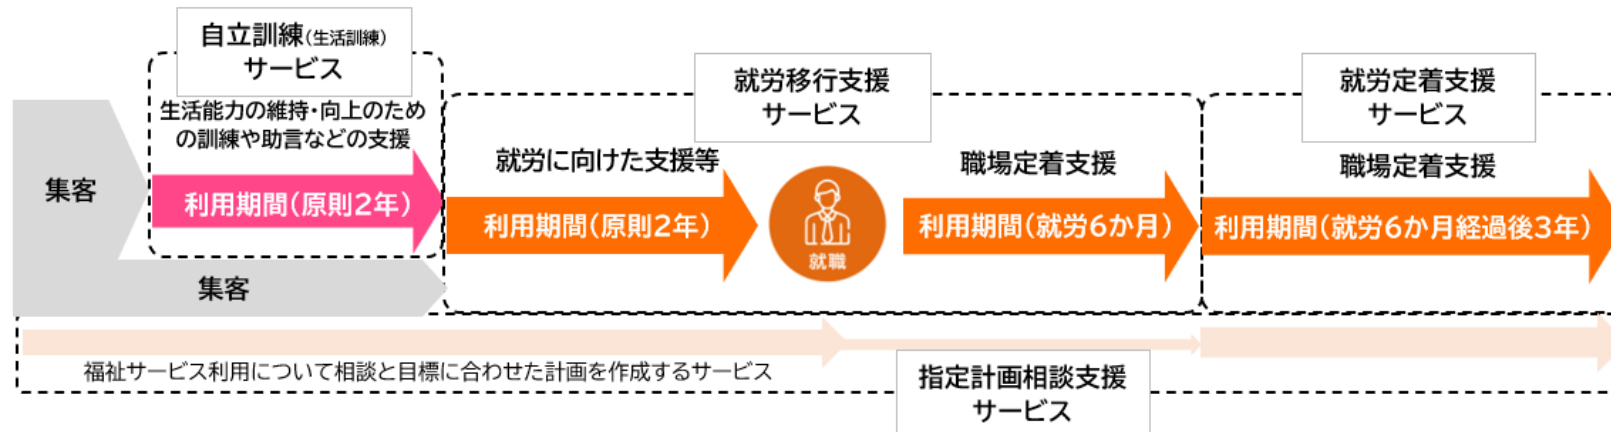 自立訓練(生活訓練)
サービス
生活能力の維持・向上のため
の訓練や助言などの支援
利用期間(原則2年)
集客
集客
就労移行支援
サービス
就労に向けた支援等
利用期間(原則2年)
就職
職場定着支援
利用期間(就労6か月)
就労定着支援
サービス
職場定着支援
利用期間(就労6か月経過後3年)
福祉サービス利用について相談と目標に合わせた計画を作成するサービス
指定計画相談支援
サービス